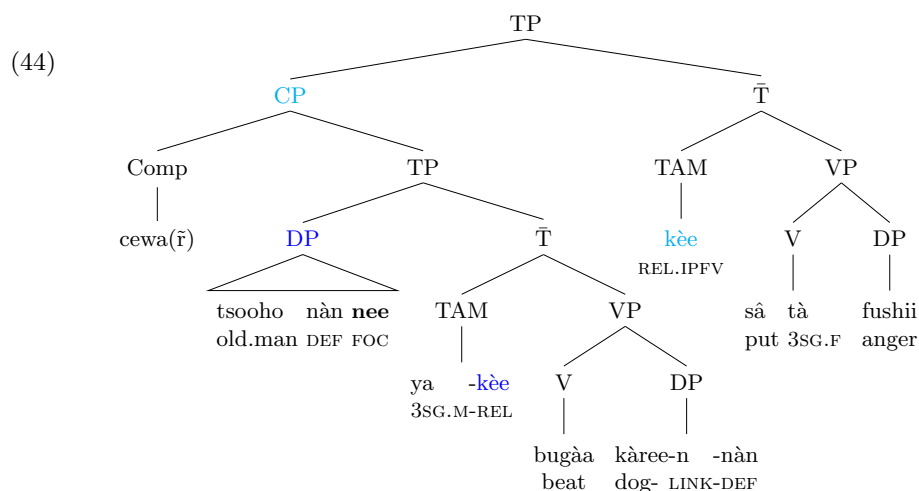 TP
(44)
CP T̄
Comp TP TAM VP
cewa(r̃) DP T̄ kèe V DP
REL.IPFV
tsooho nàn nee TAM VP sâ tà fushii
old.man DEF FOC put 3SG.F anger
ya -kèe V DP
3SG.M-REL
bugàa kàree-n -nàn
beat dog- LINK-DEF